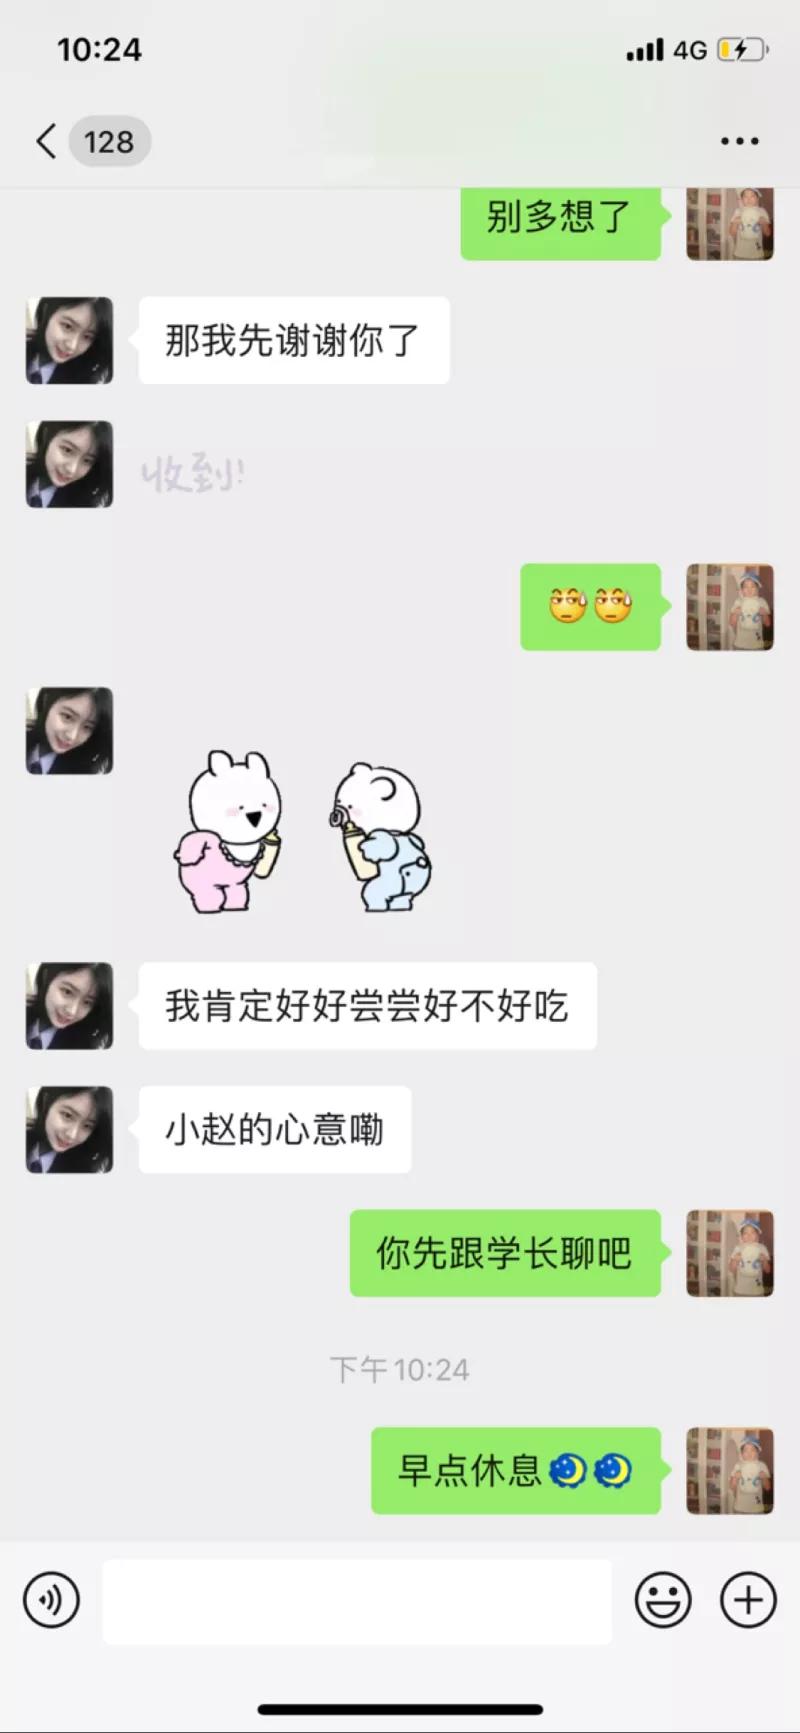 10:24
4G
128
别多想了
那我先谢谢你了
收到!
我肯定好好尝尝好不好吃
小赵的心意嘞
你先跟学长聊吧
下午10:24
早点休息